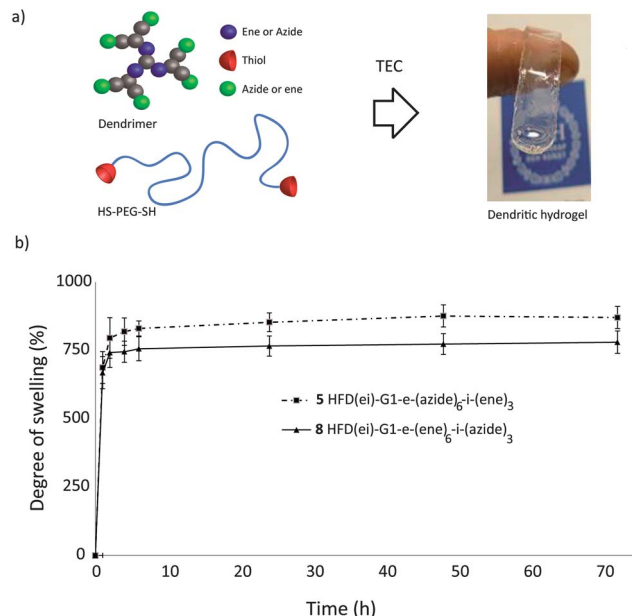 a)
Ene or Azide
Thiol
Azide or ene
Dendrimer
HS-PEG-SH
TEC
Dendritic hydrogel
b)
1000
750
500
250
0
Degree of swelling (%)
5 HFD(ei)-G1-e-(azide)6-i-(ene)3
8 HFD(ei)-G1-e-(ene)6-i-(azide)3
0 10 20 30 40 50 60 70
Time (h)